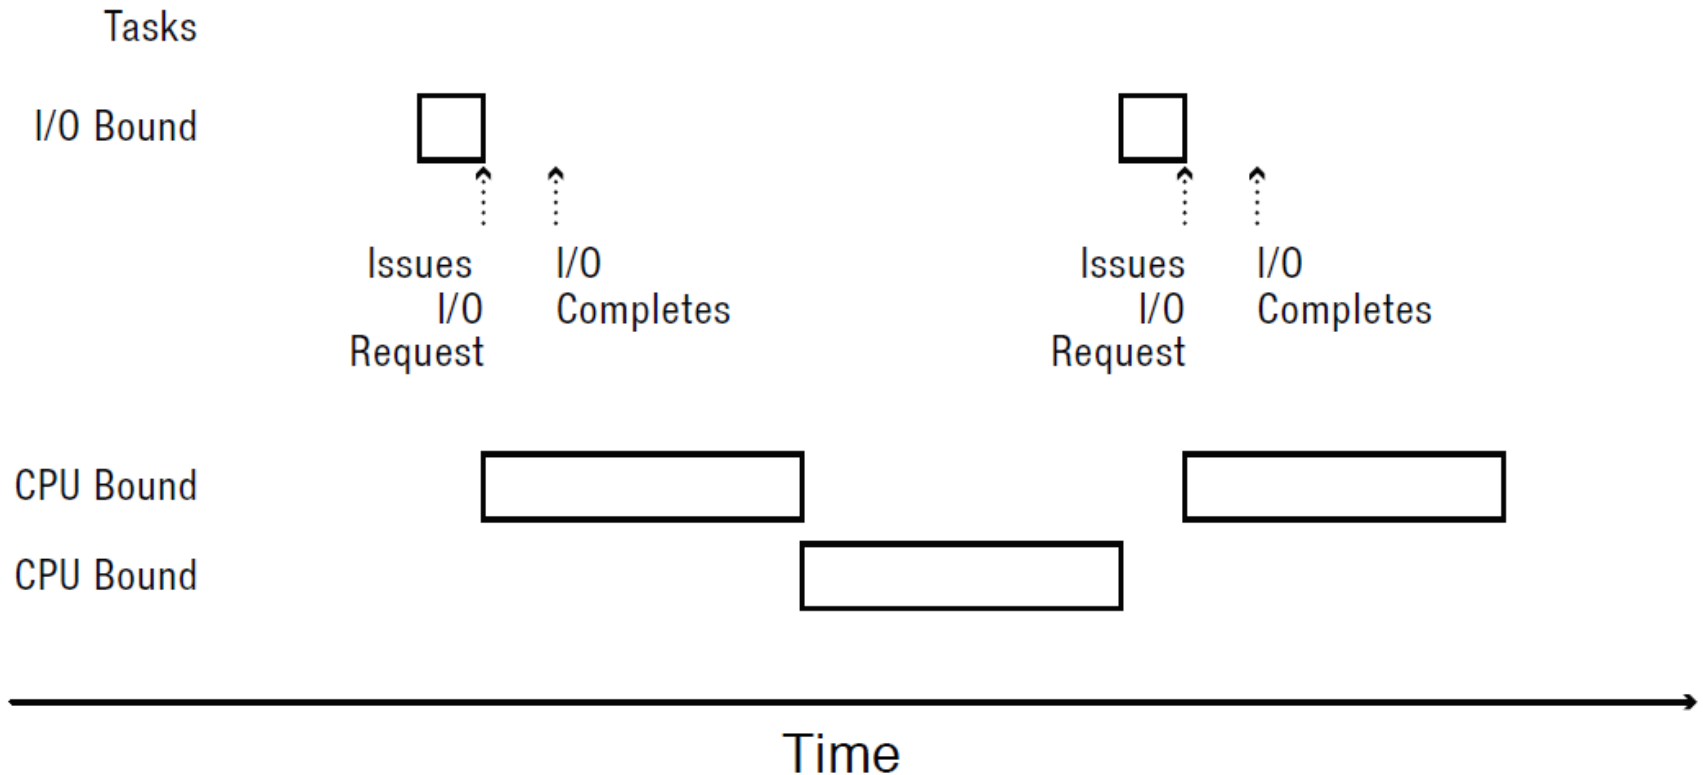 Tasks
I/O Bound
Issues
I/O
Request
I/O
Completes
Issues
I/O
Request
I/O
Completes
CPU Bound
CPU Bound
Time